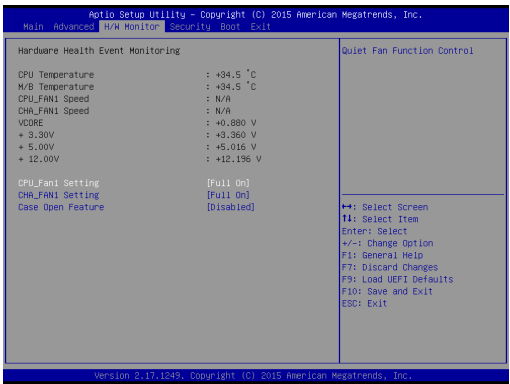 Aptio Setup Utility – Copyright (C) 2015 American Megatrends, Inc.
Main Advanced H/W Monitor Security Boot Exit
Hardware Health Event Monitoring
CPU Temperature : +34.5 °C
M/B Temperature : +34.5 °C
CPU_FAN1 Speed : N/A
CHA_FAN1 Speed : N/A
VCORE : +0.880 V
+ 3.30V : +3.360 V
+ 5.00V : +5.016 V
+ 12.00V : +12.196 V
CPU_Fan1 Setting [Full On]
CHA_FAN1 Setting [Full On]
Case Open Feature [Disabled]
Quiet Fan Function Control
↔: Select Screen
↑↓: Select Item
Enter: Select
+/-: Change Option
F1: General Help
F7: Discard Changes
F9: Load UEFI Defaults
F10: Save and Exit
ESC: Exit
Version 2.17.1249. Copyright (C) 2015 American Megatrends, Inc.